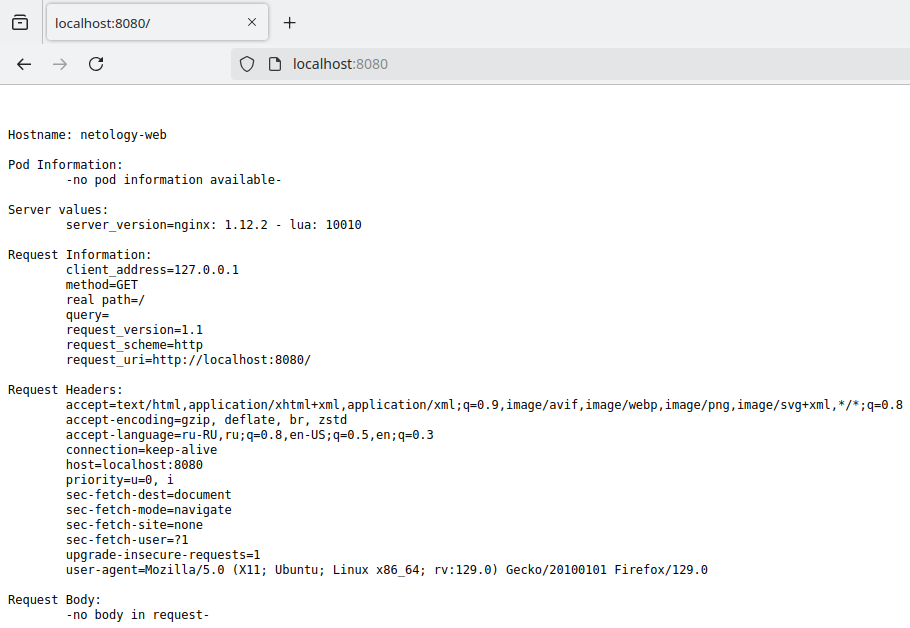 localhost:8080/
localhost:8080
Hostname: netology-web
Pod Information:
-no pod information available-
Server values:
server_version=nginx: 1.12.2 - lua: 10010
Request Information:
client_address=127.0.0.1
method=GET
real path=/
query=
request_version=1.1
request_scheme=http
request_uri=http://localhost:8080/
Request Headers:
accept=text/html,application/xhtml+xml,application/xml;q=0.9,image/avif,image/webp,image/png,image/svg+xml,*/*;q=0.8
accept-encoding=gzip, deflate, br, zstd
accept-language=ru-RU,ru;q=0.8,en-US;q=0.5,en;q=0.3
connection=keep-alive
host=localhost:8080
priority=u=0, i
sec-fetch-dest=document
sec-fetch-mode=navigate
sec-fetch-site=none
sec-fetch-user=?1
upgrade-insecure-requests=1
user-agent=Mozilla/5.0 (X11; Ubuntu; Linux x86_64; rv:129.0) Gecko/20100101 Firefox/129.0
Request Body:
-no body in request-